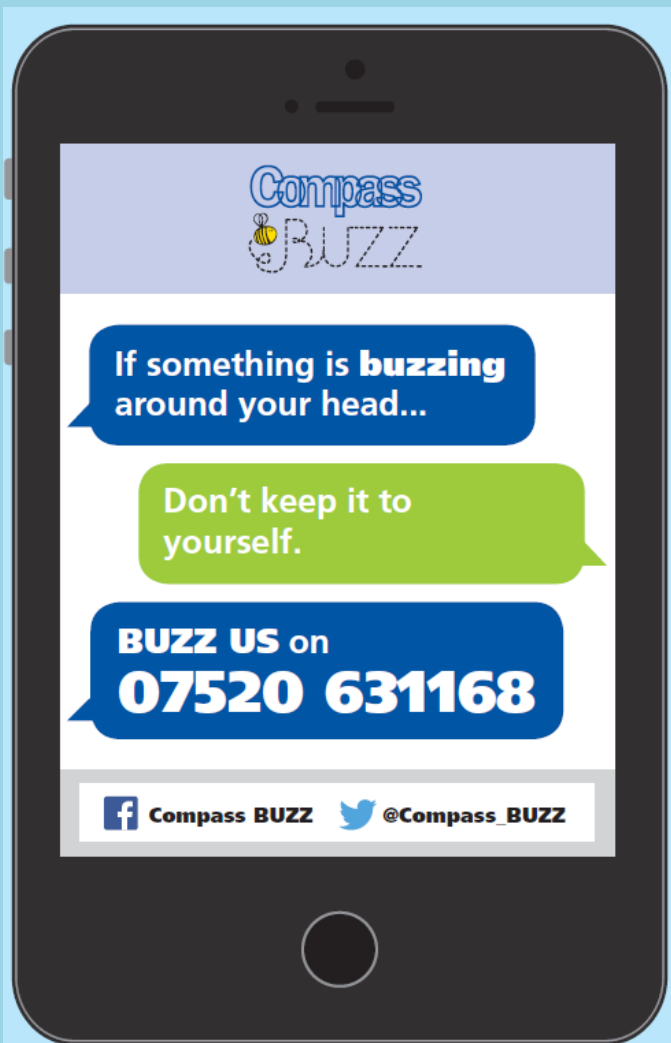 Compass
BUZZ
If something is buzzing
around your head...
Don't keep it to
yourself.
BUZZ US on
07520 631168
Compass BUZZ @Compass_BUZZ